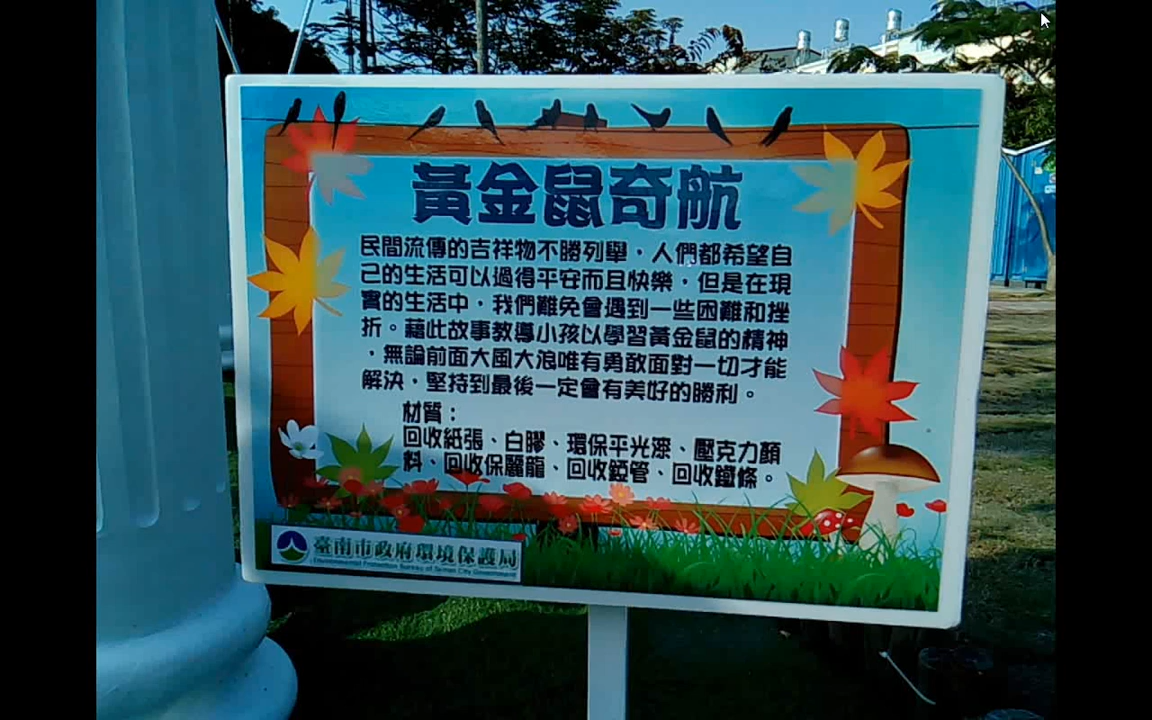 黃金鼠奇航
民間流傳的吉祥物不勝列舉，人們都希望自
己的生活可以過得平安而且快樂，但是在現
實的生活中，我們難免會遇到一些困難和挫
折。藉此故事教導小孩以學習黃金鼠的精神
，無論前面大風大浪唯有勇敢面對一切才能
解決，堅持到最後一定會有美好的勝利。
材質：
回收紙張、白膠、環保平光漆、壓克力顏
料、回收保麗龍、回收鋁管、回收鐵條。
臺南市政府環境保護局
Environmental Protection Bureau of Tainan City Government